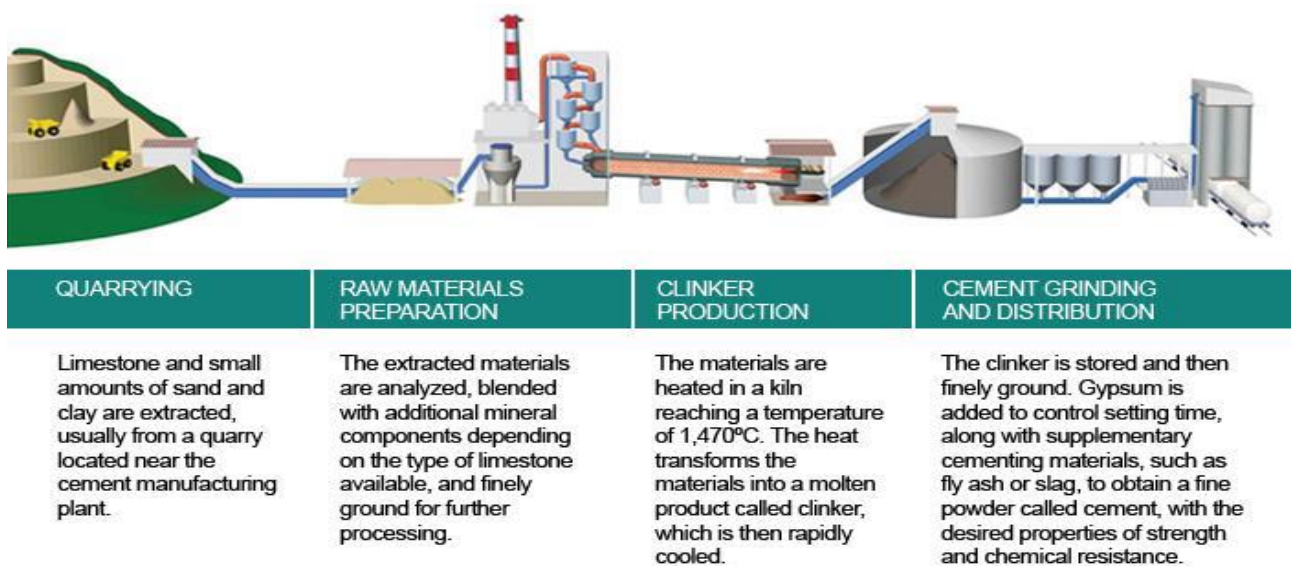 QUARRYING
Limestone and small
amounts of sand and
clay are extracted,
usually from a quarry
located near the
cement manufacturing
plant.
RAW MATERIALS
PREPARATION
The extracted materials
are analyzed, blended
with additional mineral
components depending
on the type of limestone
available, and finely
ground for further
processing.
CLINKER
PRODUCTION
The materials are
heated in a kiln
reaching a temperature
of 1,470ºC. The heat
transforms the
materials into a molten
product called clinker,
which is then rapidly
cooled.
CEMENT GRINDING
AND DISTRIBUTION
The clinker is stored and then
finely ground. Gypsum is
added to control setting time,
along with supplementary
cementing materials, such as
fly ash or slag, to obtain a fine
powder called cement, with the
desired properties of strength
and chemical resistance.